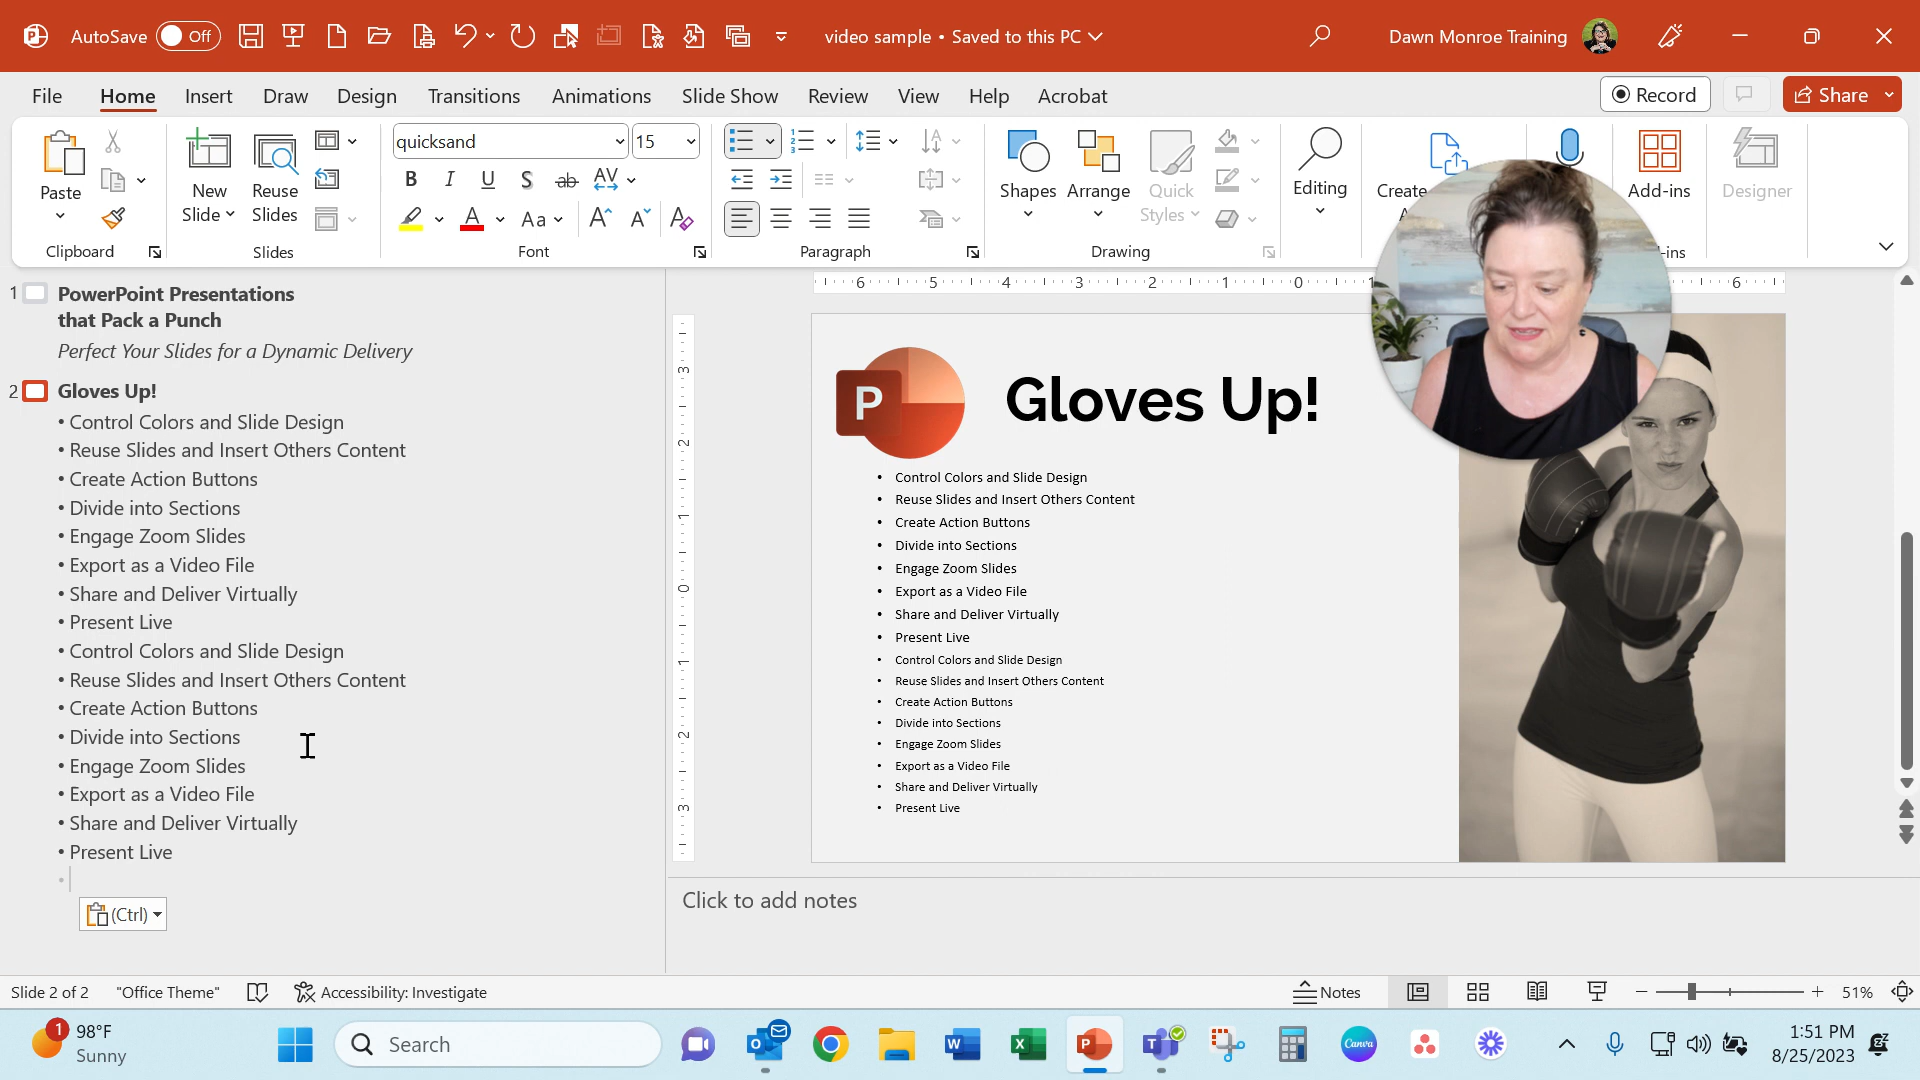 AutoSave Off video sample • Saved to this PC Dawn Monroe Training
File Home Insert Draw Design Transitions Animations Slide Show Review View Help Acrobat Record Share
Paste
New Slide
Reuse Slides
quicksand 15
Shapes
Arrange
Quick Styles
Editing
Create
Add-ins
Designer
Clipboard Slides Font Paragraph Drawing
1 PowerPoint Presentations
that Pack a Punch
Perfect Your Slides for a Dynamic Delivery
2 Gloves Up!
• Control Colors and Slide Design
• Reuse Slides and Insert Others Content
• Create Action Buttons
• Divide into Sections
• Engage Zoom Slides
• Export as a Video File
• Share and Deliver Virtually
• Present Live
• Control Colors and Slide Design
• Reuse Slides and Insert Others Content
• Create Action Buttons
• Divide into Sections
• Engage Zoom Slides
• Export as a Video File
• Share and Deliver Virtually
• Present Live
(Ctrl)
P Gloves Up!
• Control Colors and Slide Design
• Reuse Slides and Insert Others Content
• Create Action Buttons
• Divide into Sections
• Engage Zoom Slides
• Export as a Video File
• Share and Deliver Virtually
• Present Live
• Control Colors and Slide Design
• Reuse Slides and Insert Others Content
• Create Action Buttons
• Divide into Sections
• Engage Zoom Slides
• Export as a Video File
• Share and Deliver Virtually
• Present Live
Click to add notes
Slide 2 of 2 "Office Theme" Accessibility: Investigate Notes 51%
1 98°F
Sunny
Search
Canva
1:51 PM
8/25/2023